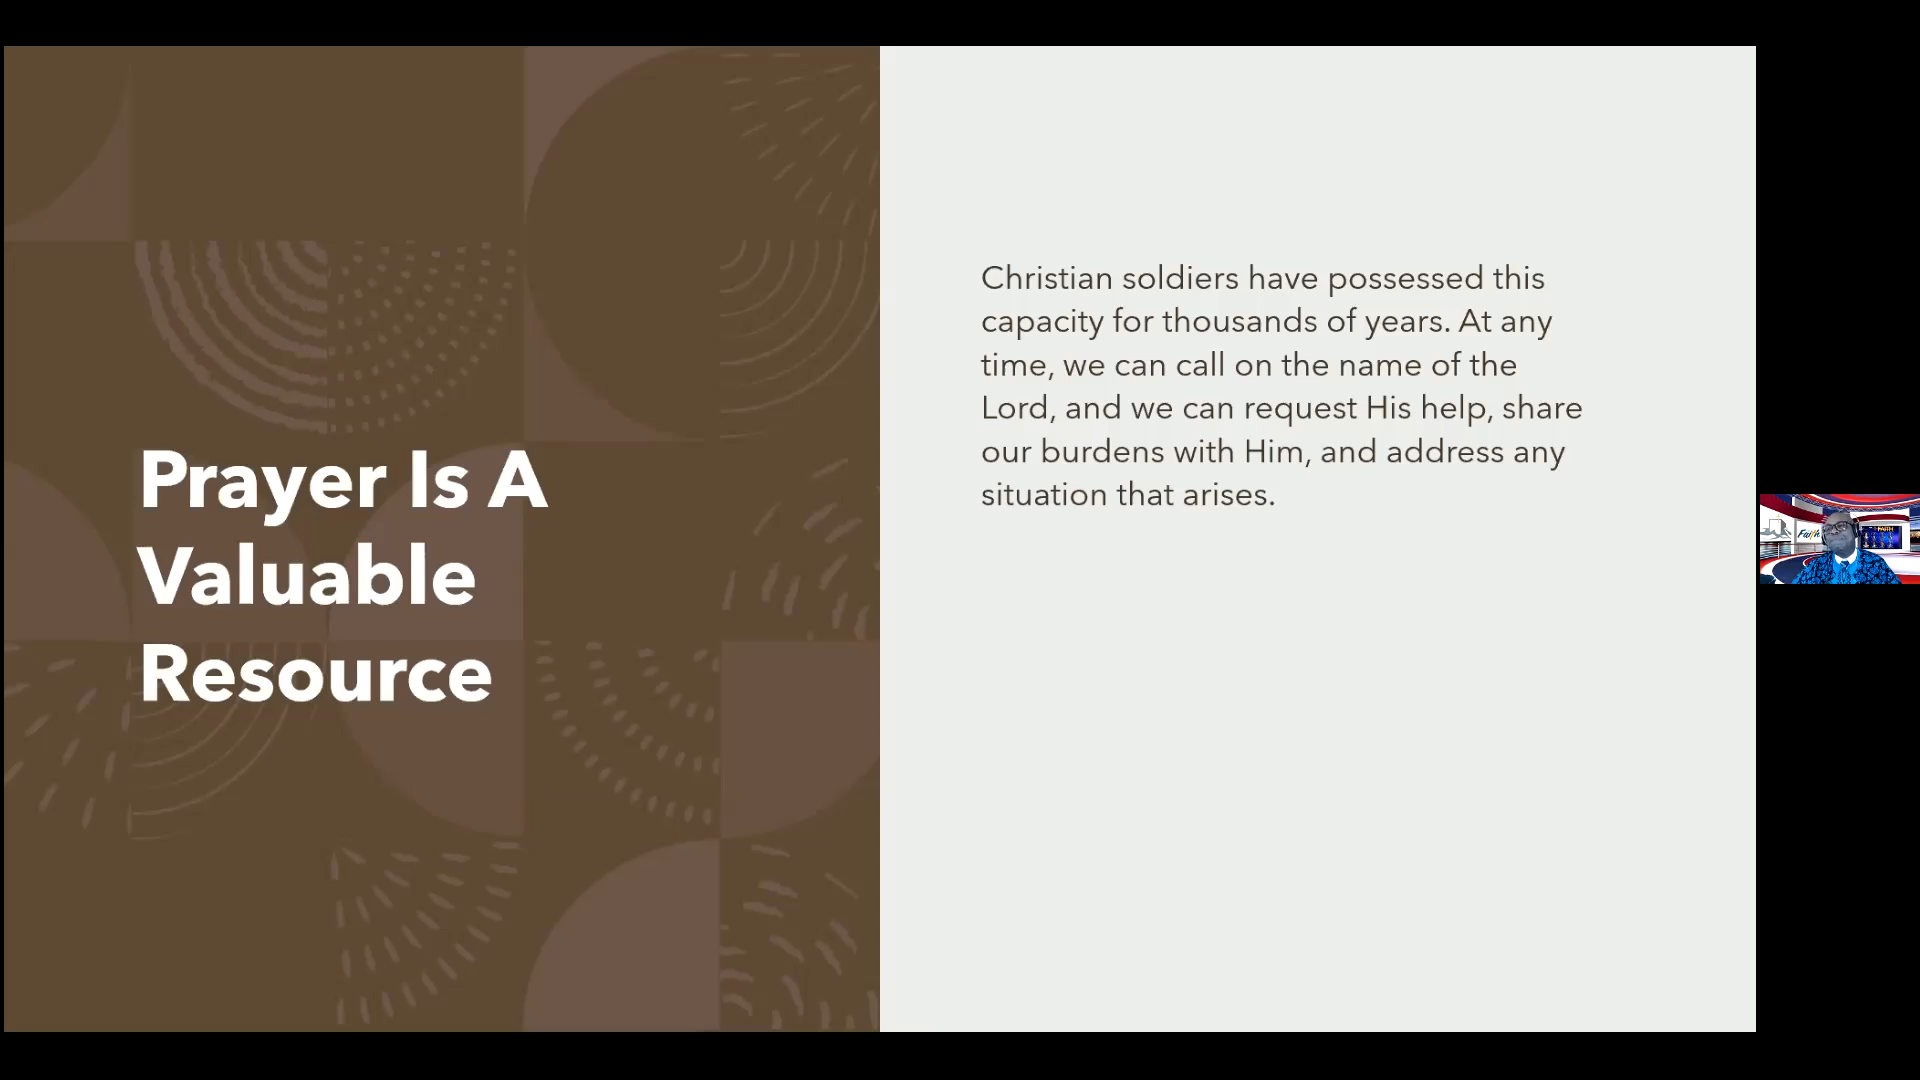 Prayer Is A
Valuable
Resource
Christian soldiers have possessed this
capacity for thousands of years. At any
time, we can call on the name of the
Lord, and we can request His help, share
our burdens with Him, and address any
situation that arises.
Faith
FAITH